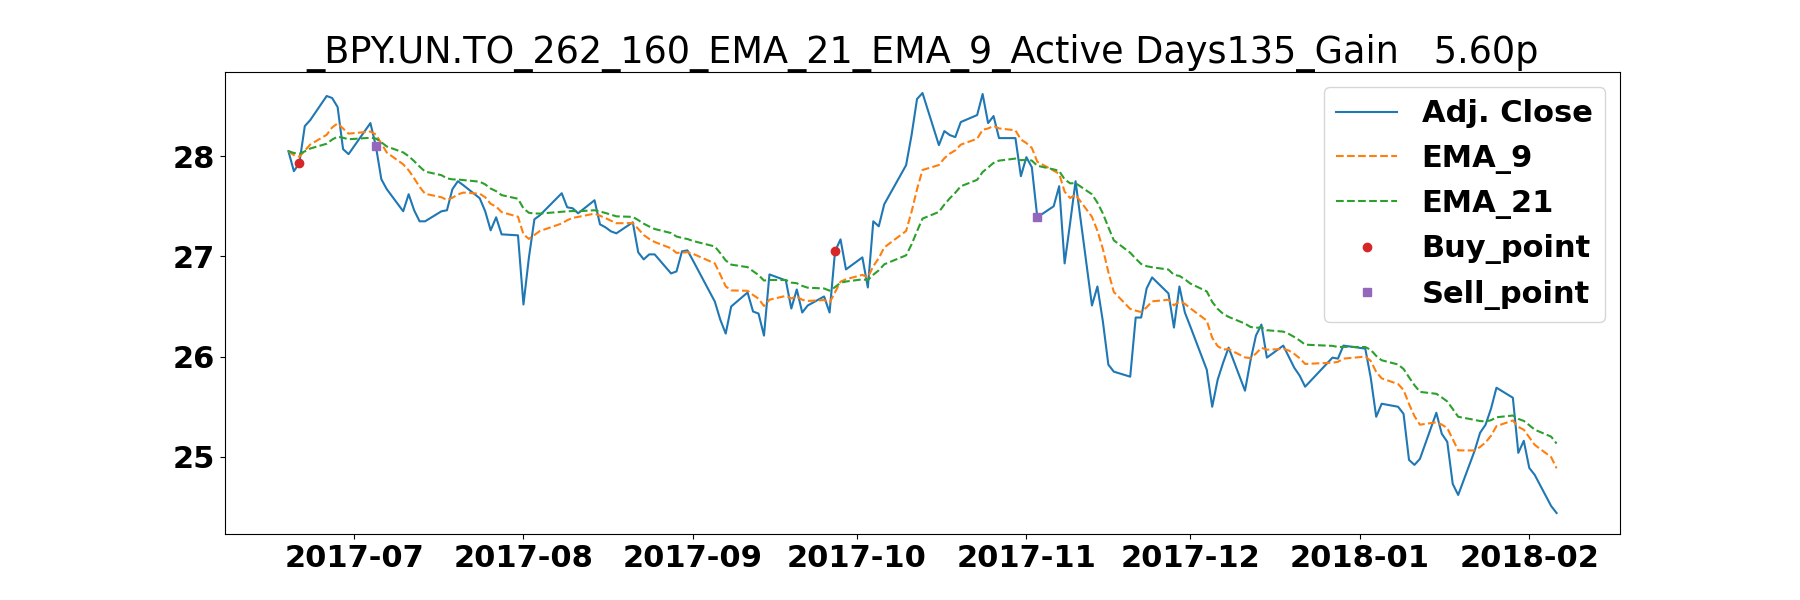 _BPY.UN.TO_262_160_EMA_21_EMA_9_Active Days135_Gain   5.60p
Adj. Close
EMA_9
EMA_21
Buy_point
Sell_point
28
27
26
25
2017-07 2017-08 2017-09 2017-10 2017-11 2017-12 2018-01 2018-02